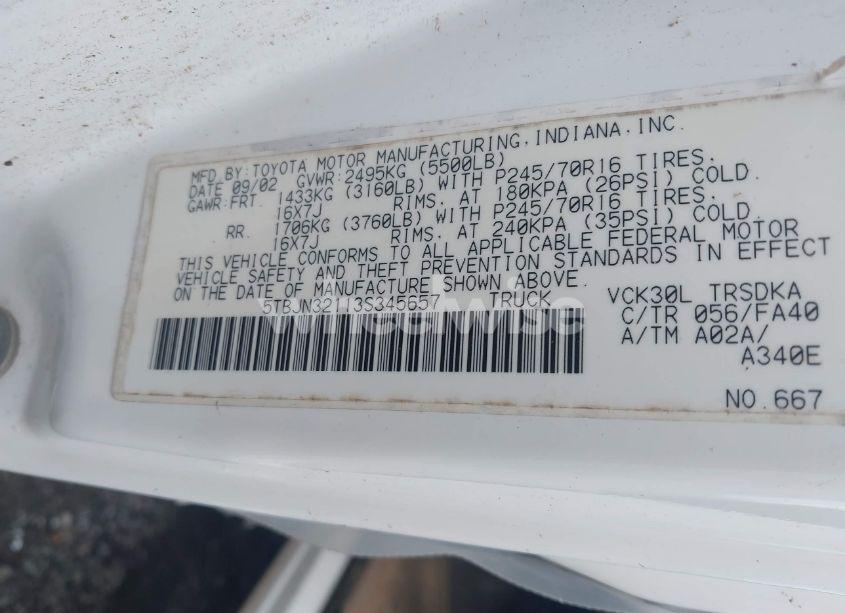 MFD.BY:TOYOTA MOTOR MANUFACTURING,INDIANA,INC.
DATE 09/02 GVWR:2495KG (5500LB)
GAWR:FRT. 1433KG (3160LB) WITH P245/70R16 TIRES.
16X7J RIMS. AT 180KPA (26PSI) COLD.
RR. 1706KG (3760LB) WITH P245/70R16 TIRES.
16X7J RIMS. AT 240KPA (35PSI) COLD.
THIS VEHICLE CONFORMS TO ALL APPLICABLE FEDERAL MOTOR
VEHICLE SAFETY AND THEFT PREVENTION STANDARDS IN EFFECT
ON THE DATE OF MANUFACTURE SHOWN ABOVE.
5TBJN32113S345657 TRUCK
wheelwise
VCK30L TRSDKA
C/TR 056/FA40
A/TM A02A/
A340E
NO.667